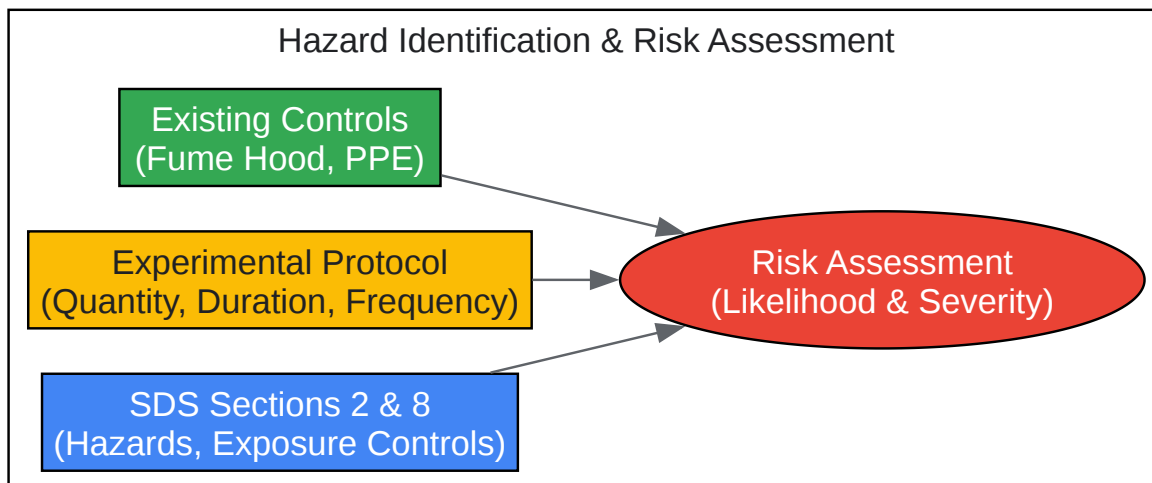 Hazard Identification & Risk Assessment
Existing Controls
(Fume Hood, PPE)
Experimental Protocol
(Quantity, Duration, Frequency)
SDS Sections 2 & 8
(Hazards, Exposure Controls)
Risk Assessment
(Likelihood & Severity)